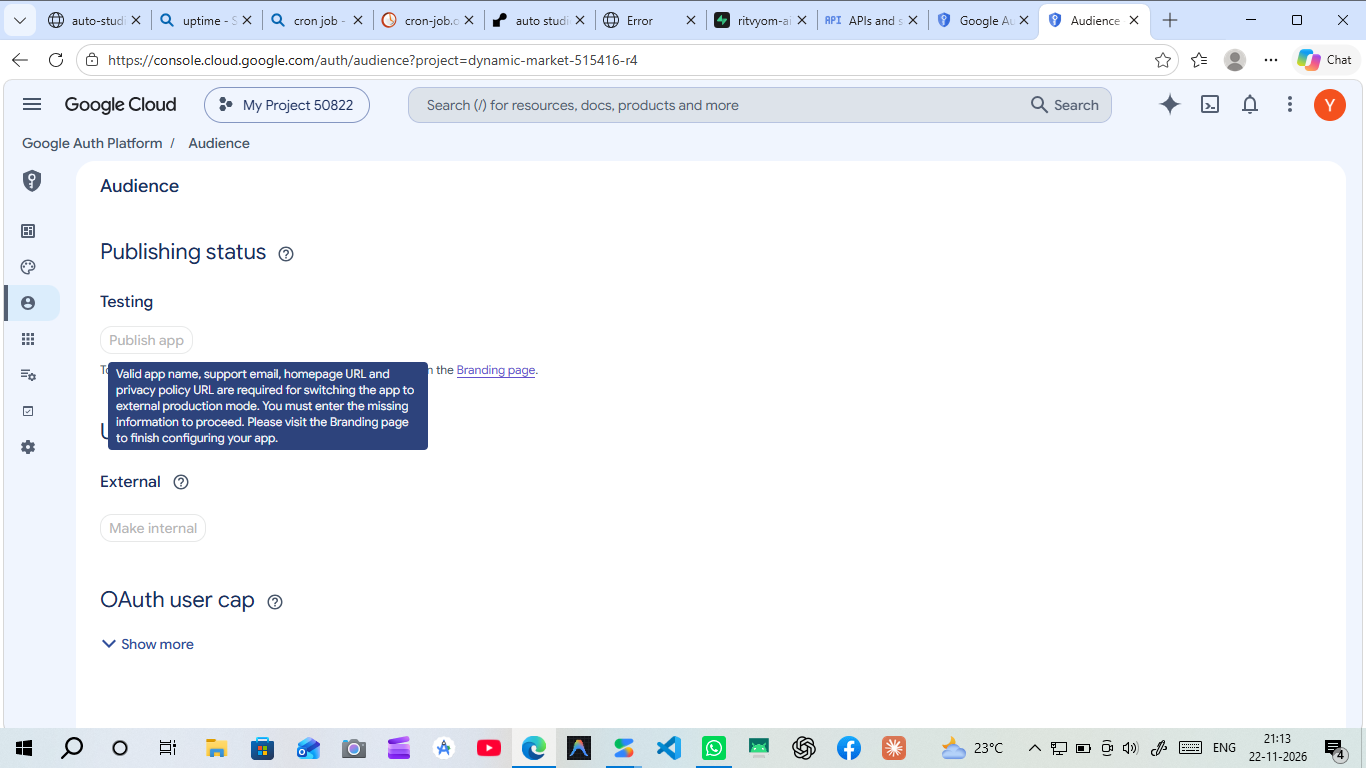 auto-studi
uptime - S
cron job -
cron-job.o
auto studi
Error
ritvyom-ai
API APIs and s
Google Au
Audience
https://console.cloud.google.com/auth/audience?project=dynamic-market-515416-r4
Chat
Google Cloud
My Project 50822
Search (/) for resources, docs, products and more
Search
Y
Google Auth Platform / Audience
Audience
Publishing status
Testing
Publish app
the Branding page.
Valid app name, support email, homepage URL and
privacy policy URL are required for switching the app to
external production mode. You must enter the missing
information to proceed. Please visit the Branding page
to finish configuring your app.
External
Make internal
OAuth user cap
Show more
23°C
ENG
21:13
22-11-2026
4